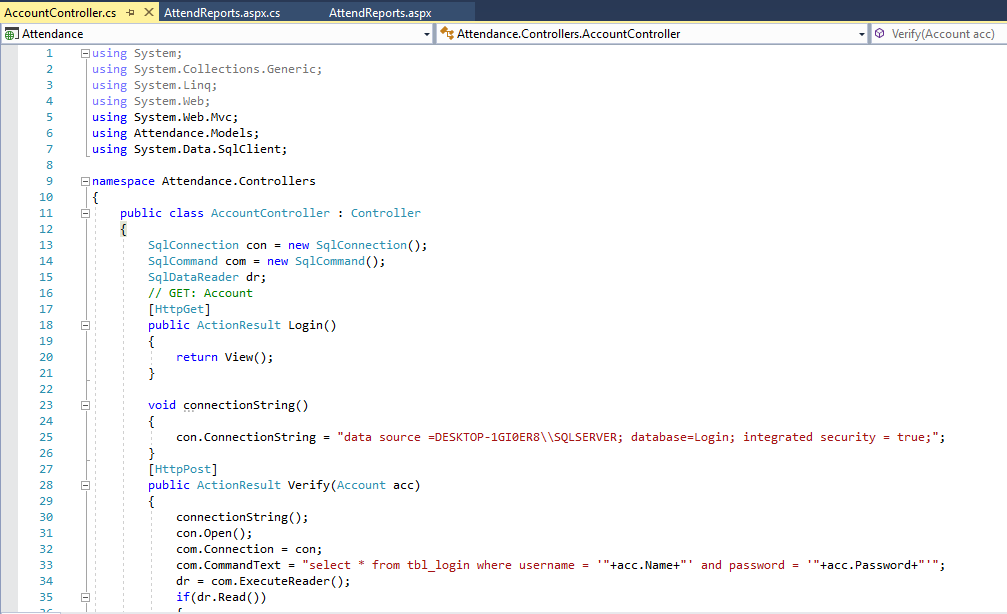 AccountController.cs AttendReports.aspx.cs AttendReports.aspx
Attendance Attendance.Controllers.AccountController Verify(Account acc)
1 using System;
2 using System.Collections.Generic;
3 using System.Linq;
4 using System.Web;
5 using System.Web.Mvc;
6 using Attendance.Models;
7 using System.Data.SqlClient;
8
9 namespace Attendance.Controllers
10 {
11 public class AccountController : Controller
12 {
13 SqlConnection con = new SqlConnection();
14 SqlCommand com = new SqlCommand();
15 SqlDataReader dr;
16 // GET: Account
17 [HttpGet]
18 public ActionResult Login()
19 {
20 return View();
21 }
22
23 void connectionString()
24 {
25 con.ConnectionString = "data source =DESKTOP-1GI0ER8\\SQLSERVER; database=Login; integrated security = true;";
26 }
27 [HttpPost]
28 public ActionResult Verify(Account acc)
29 {
30 connectionString();
31 con.Open();
32 com.Connection = con;
33 com.CommandText = "select * from tbl_login where username = '"+acc.Name+"' and password = '"+acc.Password+"'";
34 dr = com.ExecuteReader();
35 if(dr.Read())